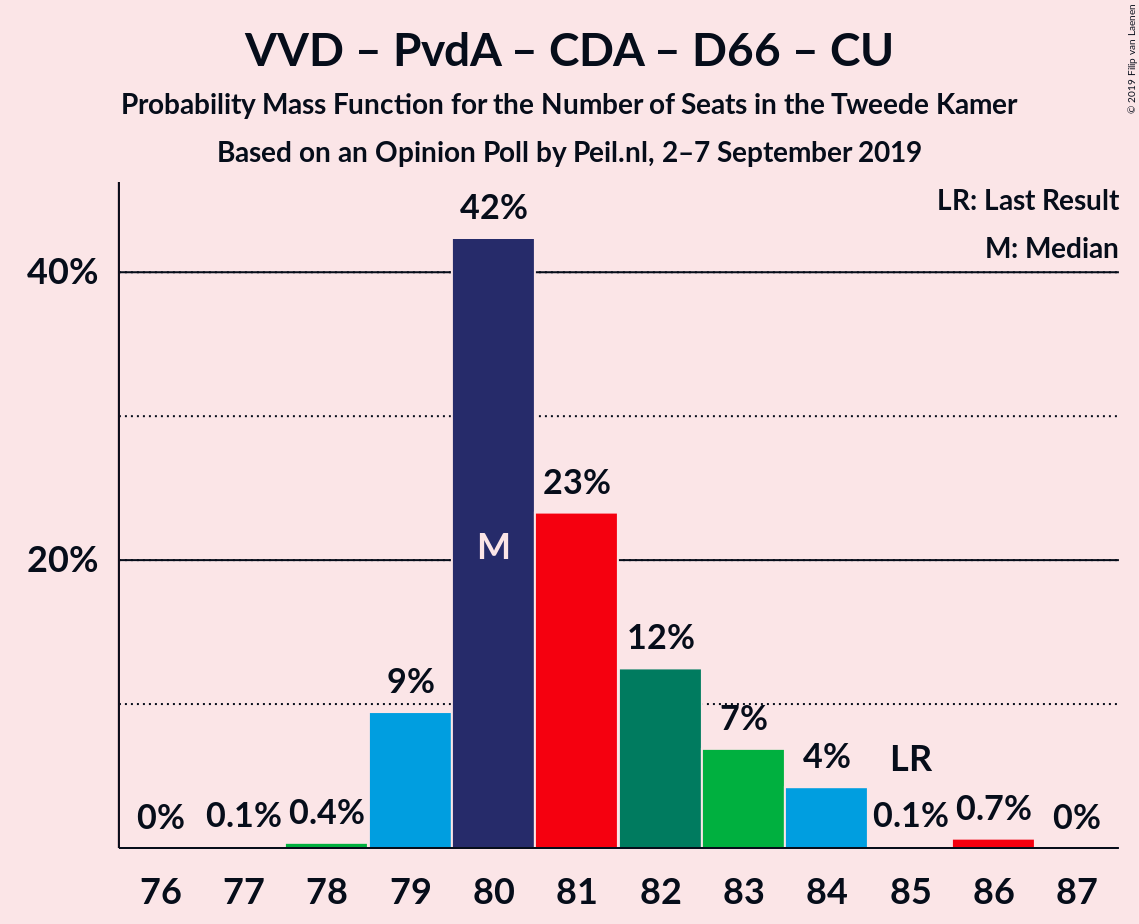 VVD – PvdA – CDA – D66 – CU
Probability Mass Function for the Number of Seats in the Tweede Kamer
Based on an Opinion Poll by Peil.nl, 2–7 September 2019
© 2019 Filip van Laenen
LR: Last Result
M: Median
40%
20%
0%
0.1%
0.4%
9%
42%
M
23%
12%
7%
4%
LR
0.1%
0.7%
0%
76 77 78 79 80 81 82 83 84 85 86 87